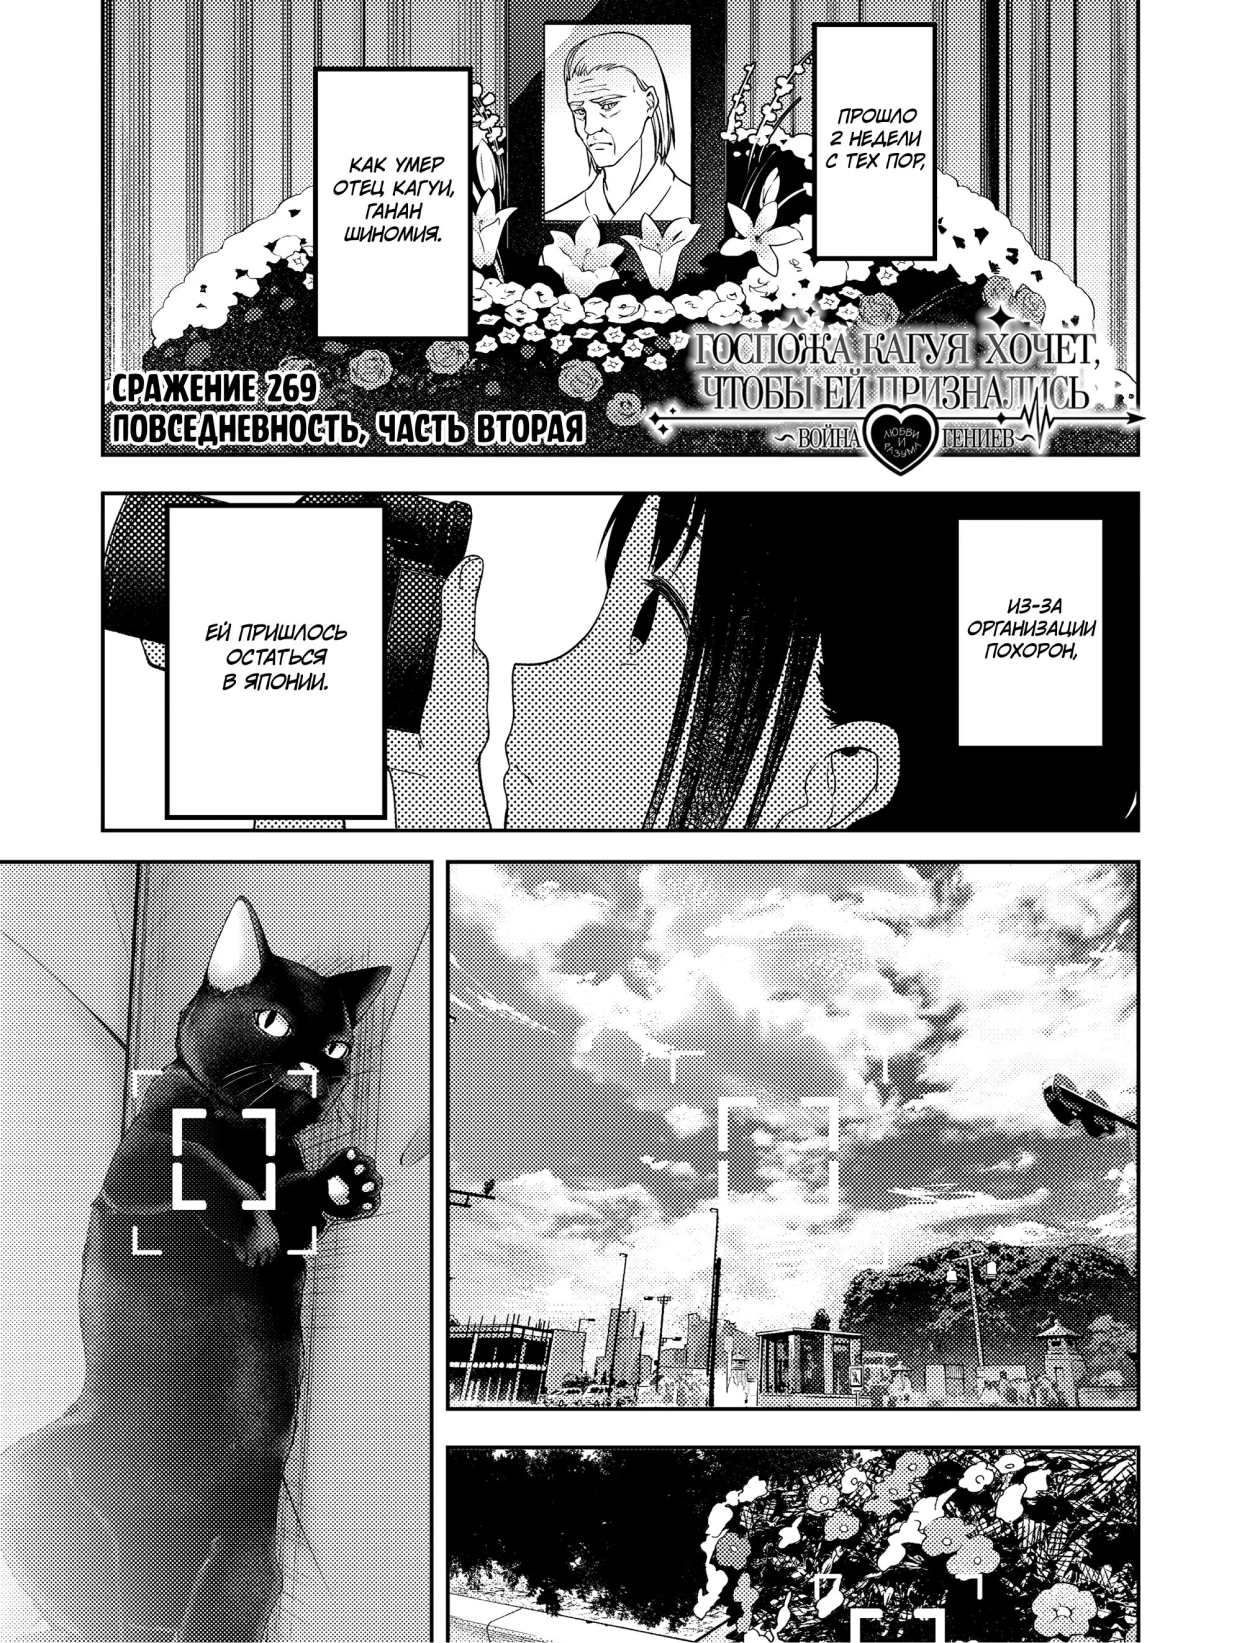 ПРОШЛО
2 НЕДЕЛИ
С ТЕХ ПОР,
КАК УМЕР
ОТЕЦ КАГУИ,
ГАНАН
ШИНОМИЯ.
ГОСПОЖА КАГУЯ ХОЧЕТ,
ЧТОБЫ ЕЙ ПРИЗНАЛИСЬ
~ВОЙНА
ЛЮБВИ
И
РАЗУМА
ГЕНИЕВ~
СРАЖЕНИЕ 269
ПОВСЕДНЕВНОСТЬ, ЧАСТЬ ВТОРАЯ
ИЗ-ЗА
ОРГАНИЗАЦИИ
ПОХОРОН,
ЕЙ ПРИШЛОСЬ
ОСТАТЬСЯ
В ЯПОНИИ.